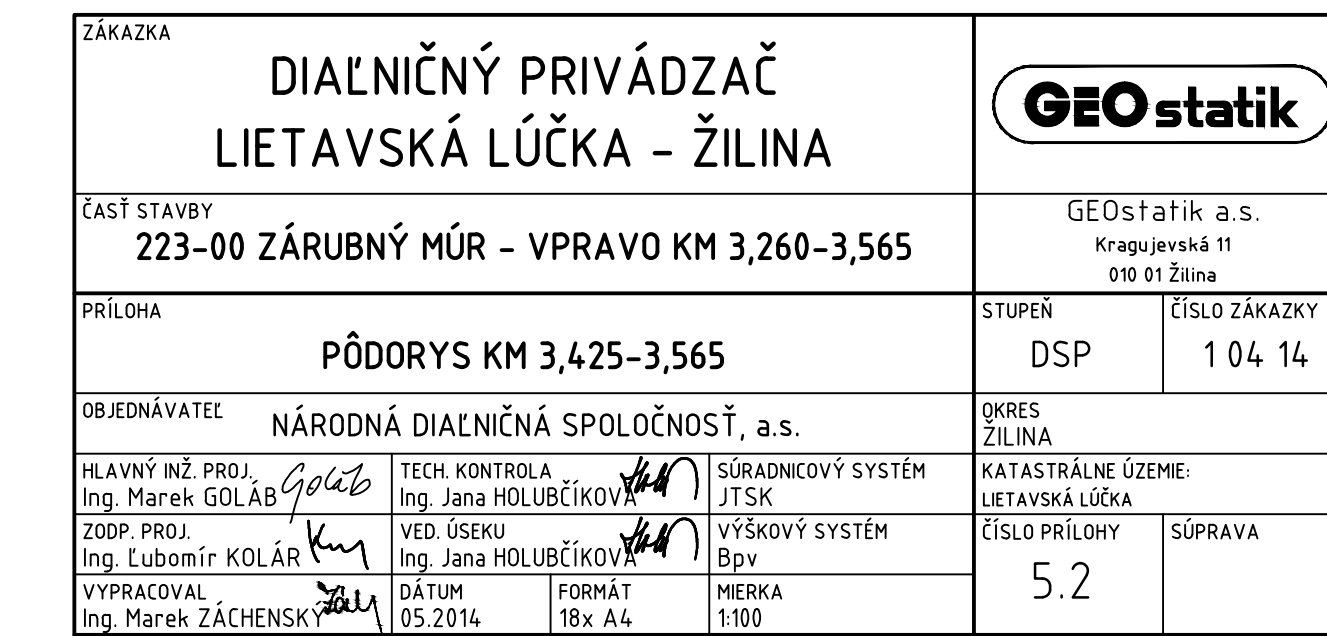 ZÁKAZKA
DIAĽNIČNÝ PRIVÁDZAČ
LIETAVSKÁ LÚČKA - ŽILINA
GEOstatik
ČASŤ STAVBY
223-00 ZÁRUBNÝ MÚR - VPRAVO KM 3,260-3,565
GEOstatik a.s.
Kragujevská 11
010 01 Žilina
PRÍLOHA
PÔDORYS KM 3,425-3,565
STUPEŇ
DSP
ČÍSLO ZÁKAZKY
1 04 14
OBJEDNÁVATEĽ
NÁRODNÁ DIAĽNIČNÁ SPOLOČNOSŤ, a.s.
OKRES
ŽILINA
HLAVNÝ INŽ. PROJ.
Ing. Marek GOLÁB
Goláb
TECH. KONTROLA
Ing. Jana HOLUBČÍKOVÁ
SÚRADNICOVÝ SYSTÉM
JTSK
KATASTRÁLNE ÚZEMIE:
LIETAVSKÁ LÚČKA
ZODP. PROJ.
Ing. Ľubomír KOLÁR
VED. ÚSEKU
Ing. Jana HOLUBČÍKOVÁ
VÝŠKOVÝ SYSTÉM
Bpv
ČÍSLO PRÍLOHY
5.2
SÚPRAVA
VYPRACOVAL
Ing. Marek ZÁCHENSKÝ
DÁTUM
05.2014
FORMÁT
18x A4
MIERKA
1:100